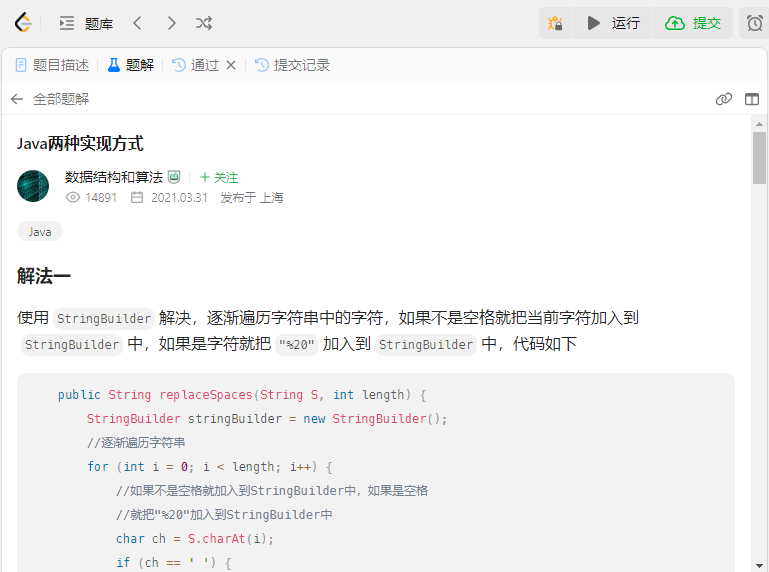 题库 运行 提交
题目描述 题解 通过 提交记录
全部题解
Java两种实现方式
数据结构和算法 关注
14891 2021.03.31 发布于 上海
Java
解法一
使用 StringBuilder 解决，逐渐遍历字符串中的字符，如果不是空格就把当前字符加入到
StringBuilder 中，如果是字符就把 "%20" 加入到 StringBuilder 中，代码如下
public String replaceSpaces(String S, int length) {
StringBuilder stringBuilder = new StringBuilder();
//逐渐遍历字符串
for (int i = 0; i < length; i++) {
//如果不是空格就加入到StringBuilder中，如果是空格
//就把"%20"加入到StringBuilder中
char ch = S.charAt(i);
if (ch == ' ') {